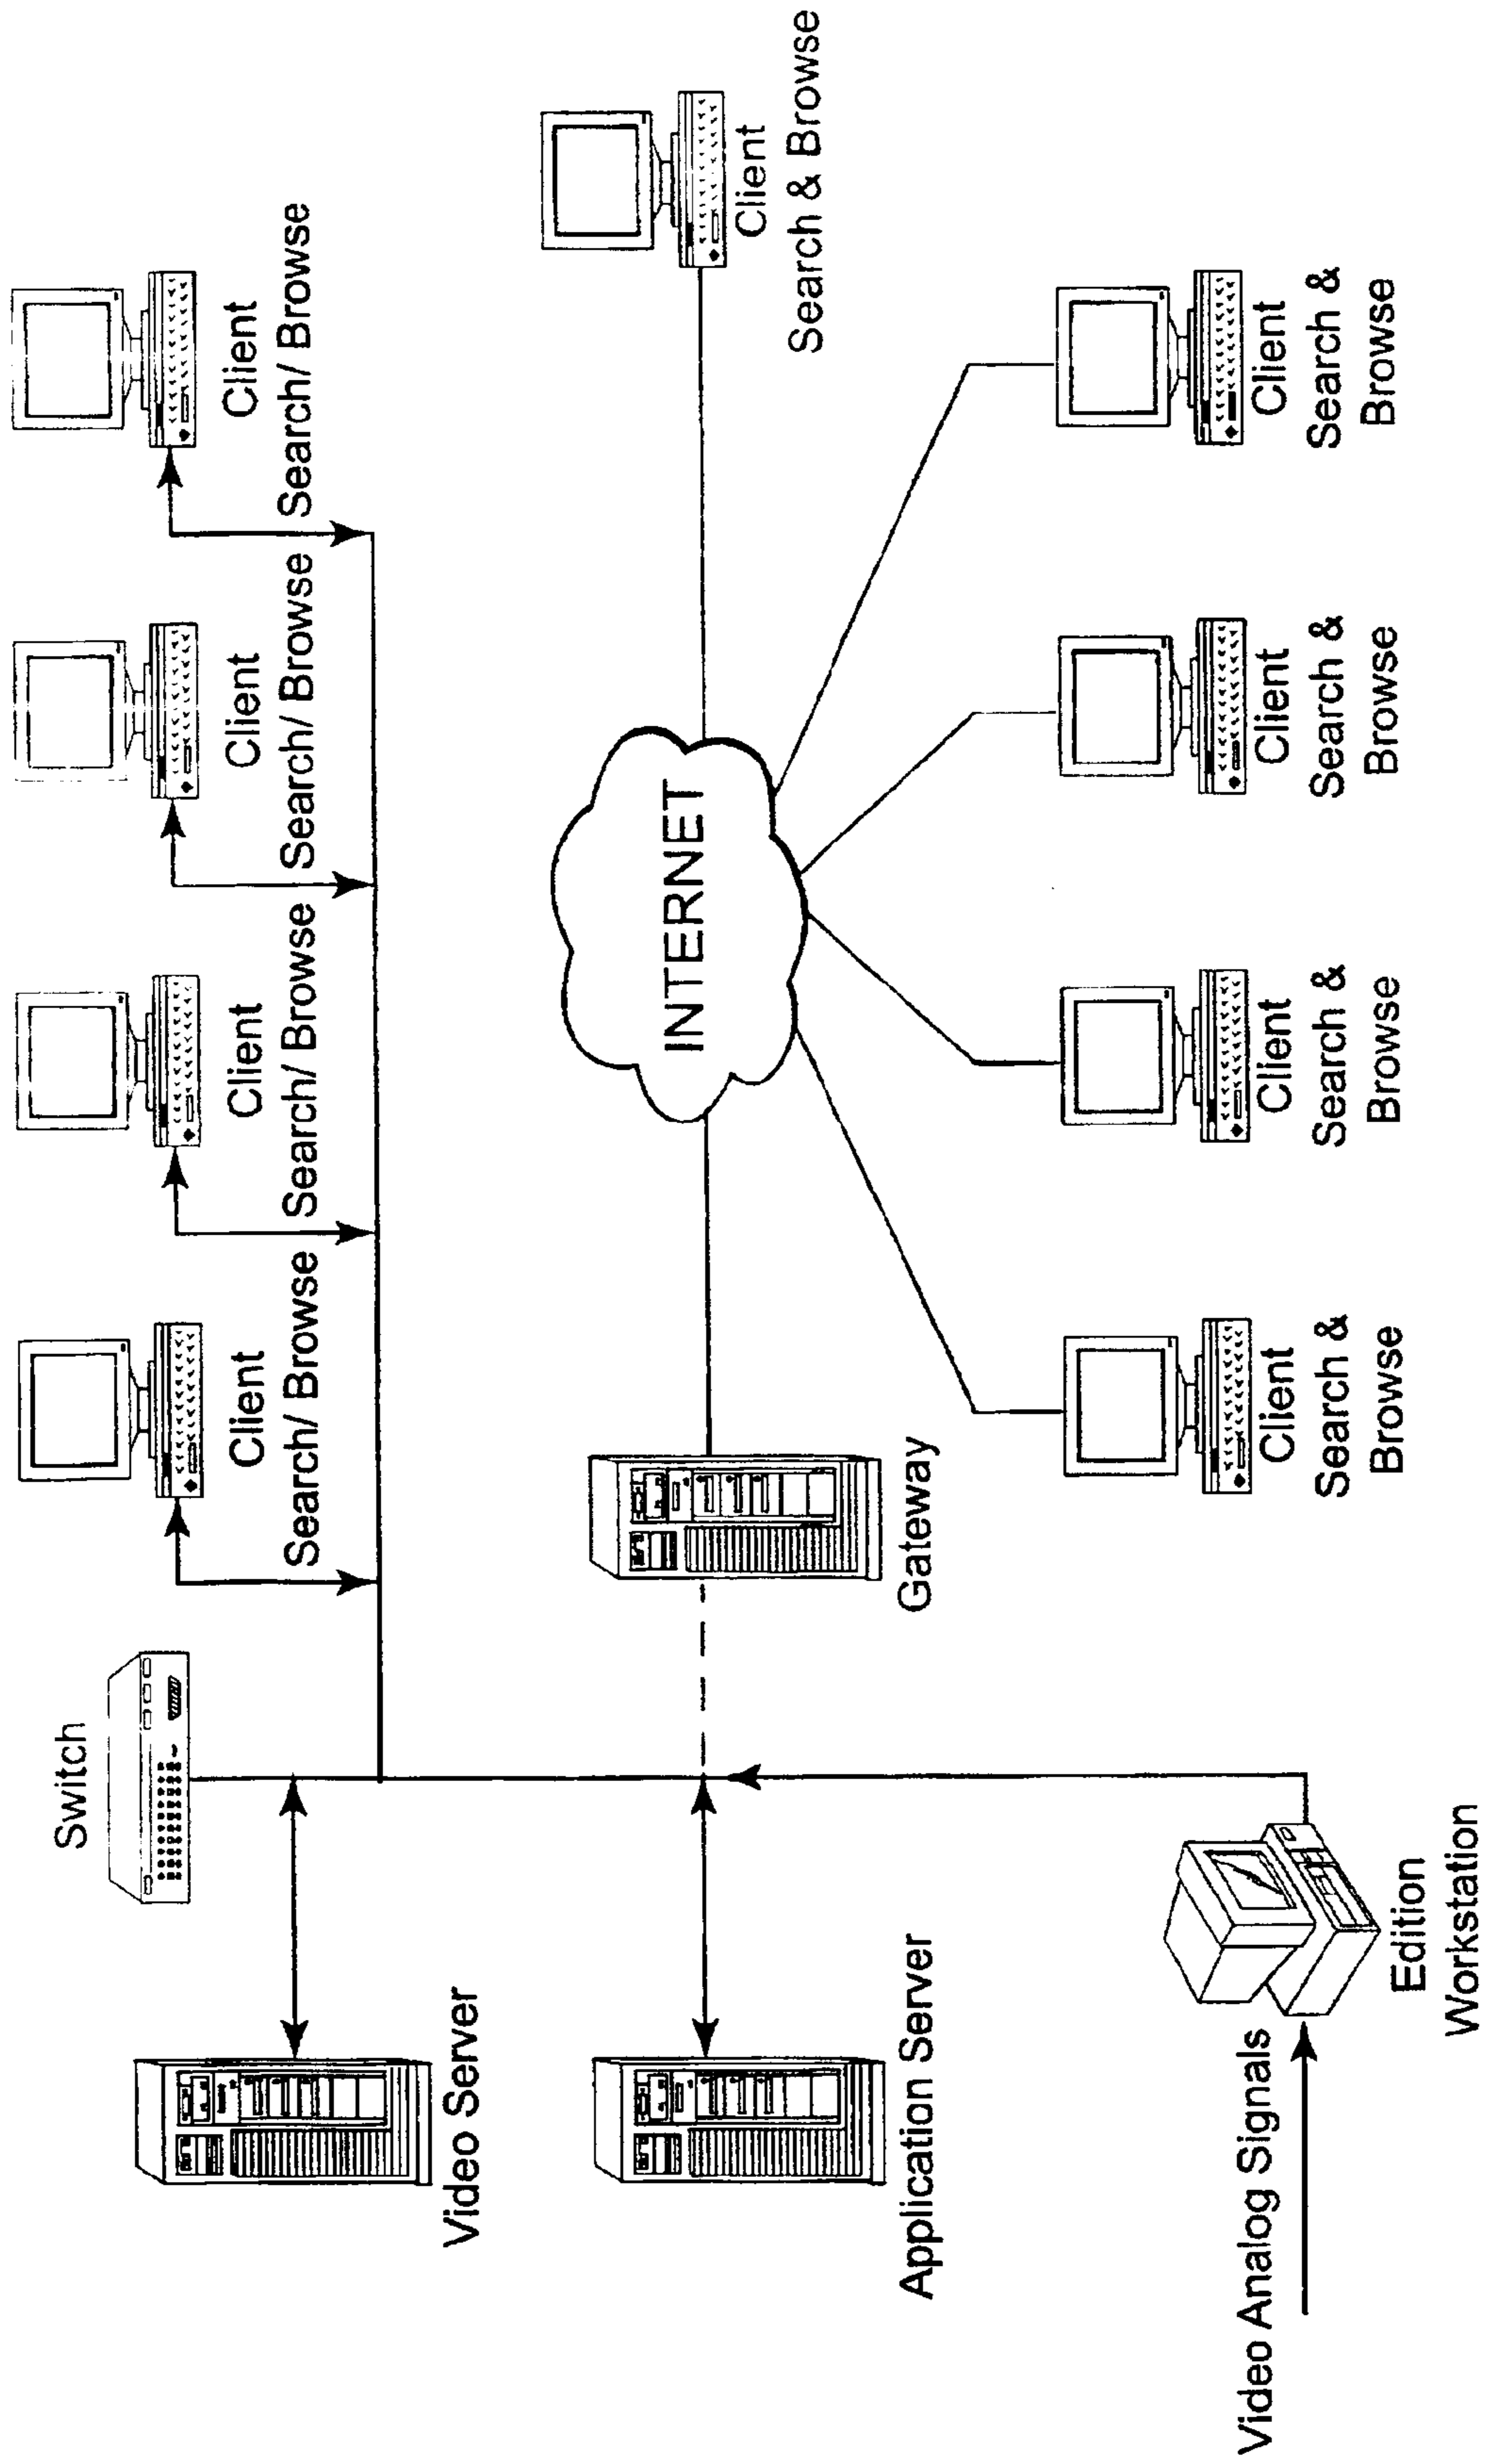 Switch
Client
Search/ Browse
Client
Search/ Browse
Client
Search/ Browse
Client
Search/ Browse
Video Server
INTERNET
Client
Search & Browse
Gateway
Application Server
Client
Search &
Browse
Client
Search &
Browse
Client
Search &
Browse
Client
Search &
Browse
Video Analog Signals
Edition
Workstation